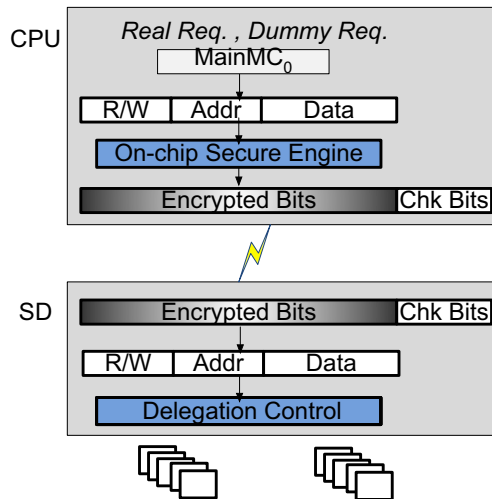 CPU
Real Req. , Dummy Req.
MainMC₀
R/W Addr Data
On-chip Secure Engine
Encrypted Bits Chk Bits
SD
Encrypted Bits Chk Bits
R/W Addr Data
Delegation Control